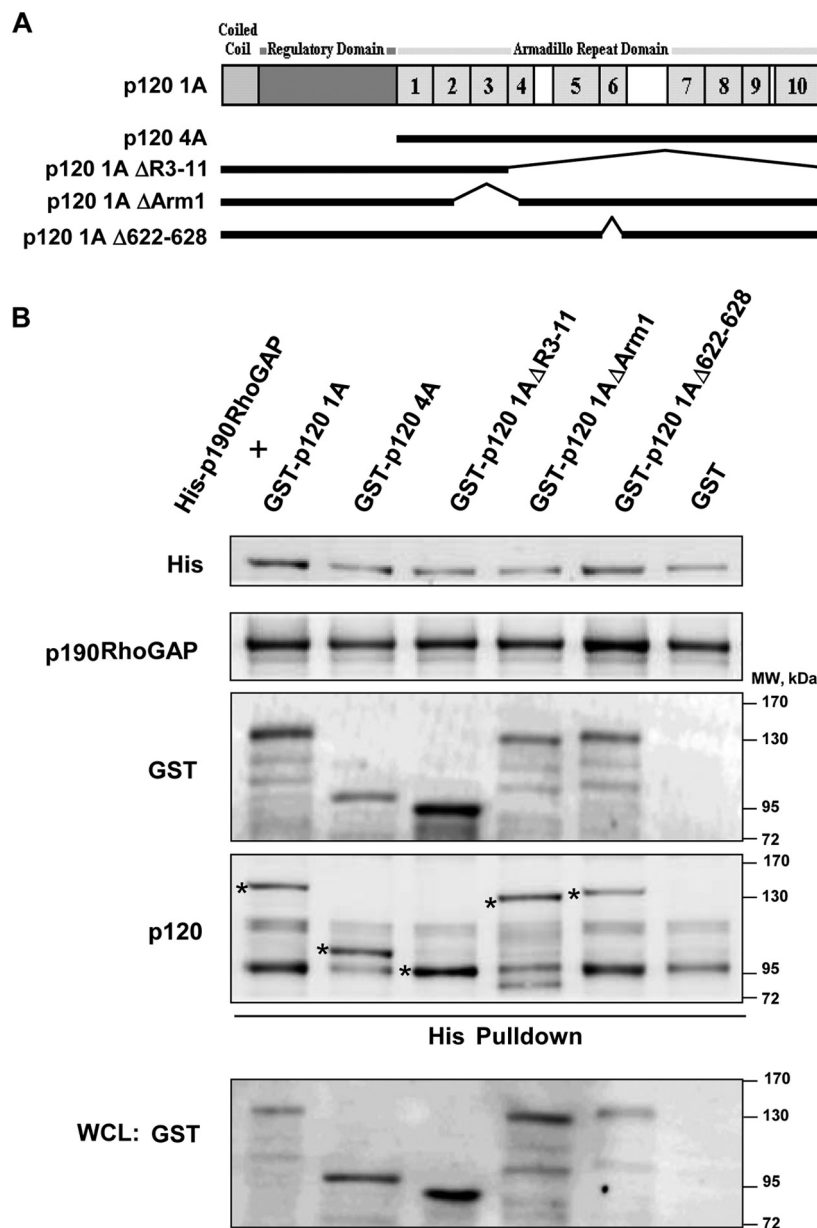 A
Coiled Coil
Regulatory Domain
Armadillo Repeat Domain
p120 1A
1 2 3 4 5 6 7 8 9 10
p120 4A
p120 1A ΔR3-11
p120 1A ΔArm1
p120 1A Δ622-628
B
His-p190RhoGAP
+
GST-p120 1A
GST-p120 4A
GST-p120 1AΔR3-11
GST-p120 1AΔArm1
GST-p120 1AΔ622-628
GST
His
p190RhoGAP
MW, kDa
GST
170
130
95
72
p120
* * * * *
170
130
95
72
His Pulldown
WCL: GST
170
130
95
72